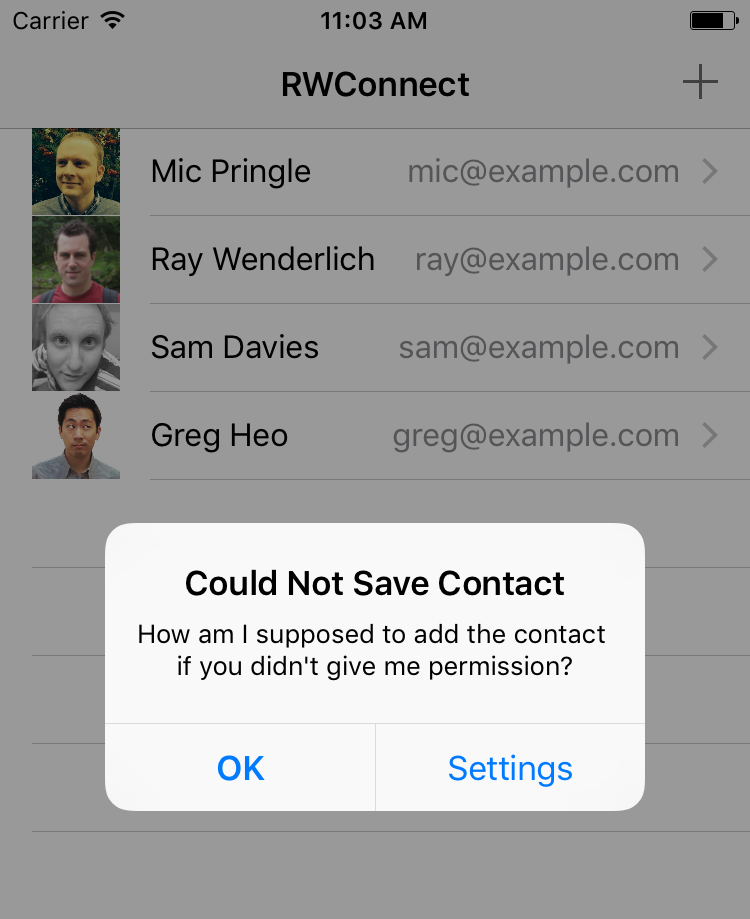 Carrier 11:03 AM
RWConnect
Mic Pringle mic@example.com
Ray Wenderlich ray@example.com
Sam Davies sam@example.com
Greg Heo greg@example.com
Could Not Save Contact
How am I supposed to add the contact
if you didn't give me permission?
OK Settings